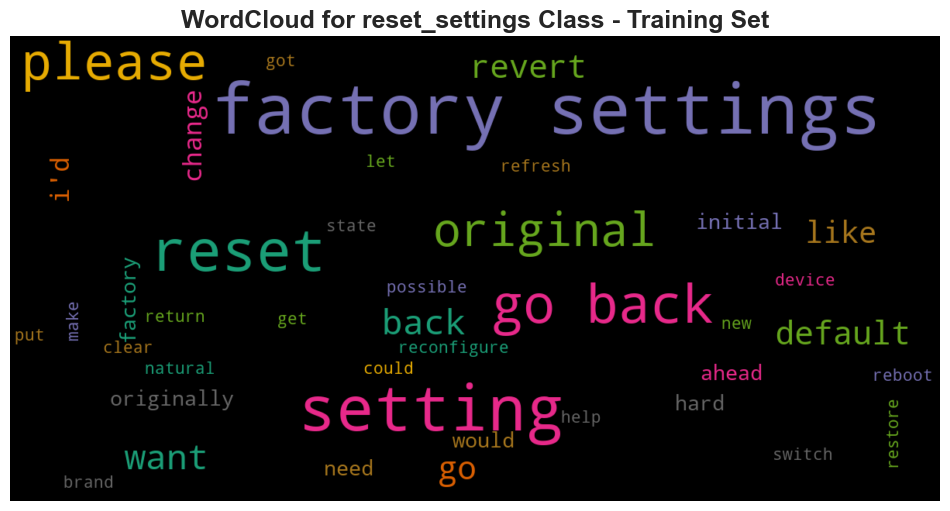 WordCloud for reset_settings Class - Training Set
please
got
revert
factory settings
change
let
refresh
i'd
original
initial
like
reset
state
factory
possible
device
go back
make
return
get
back
new
default
put
clear
reconfigure
natural
could
ahead
reboot
originally
setting
hard
help
restore
would
want
need
go
switch
brand